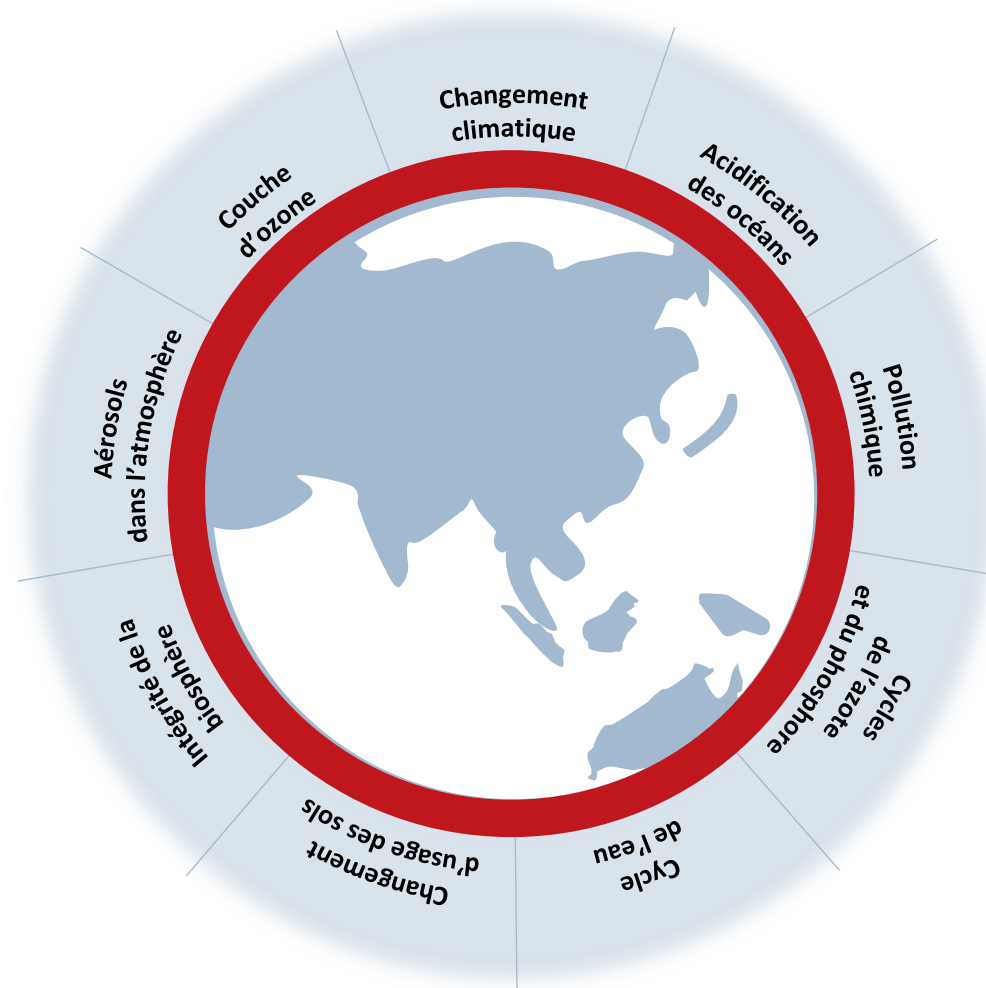 Changement
climatique
Acidification
des océans
Pollution
chimique
Cycles
de l'azote
et du phosphore
Cycle
de l'eau
Changement
d'usage des sols
Intégrité de la
biosphère
Aérosols
dans l'atmosphère
Couche
d'ozone